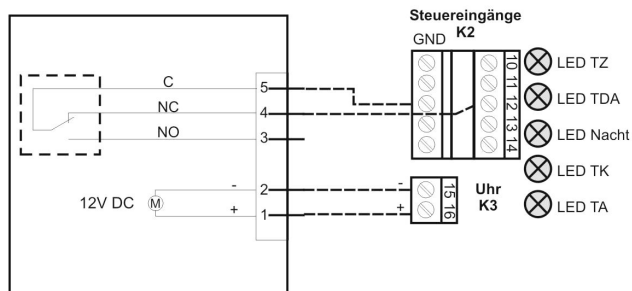 Steuereingänge
K2
GND
C
NC
NO
5
4
3
2
1
-
+
12V DC
M
-
+
10
11
12
13
14
15
16
Uhr
K3
LED TZ
LED TDA
LED Nacht
LED TK
LED TA